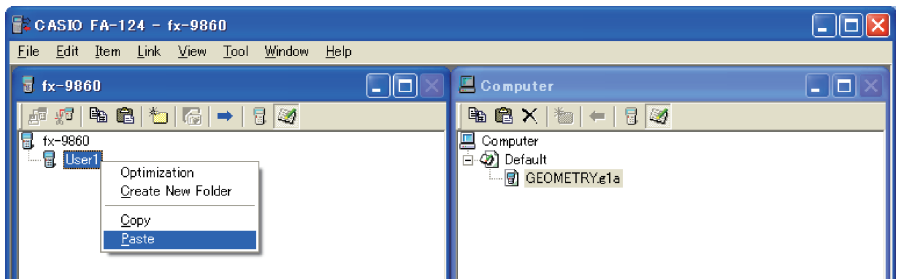 CASIO FA-124 - fx-9860
File Edit Item Link View Tool Window Help
fx-9860
fx-9860
User1
Optimization
Create New Folder
Copy
Paste
Computer
Computer
Default
GEOMETRY.g1a